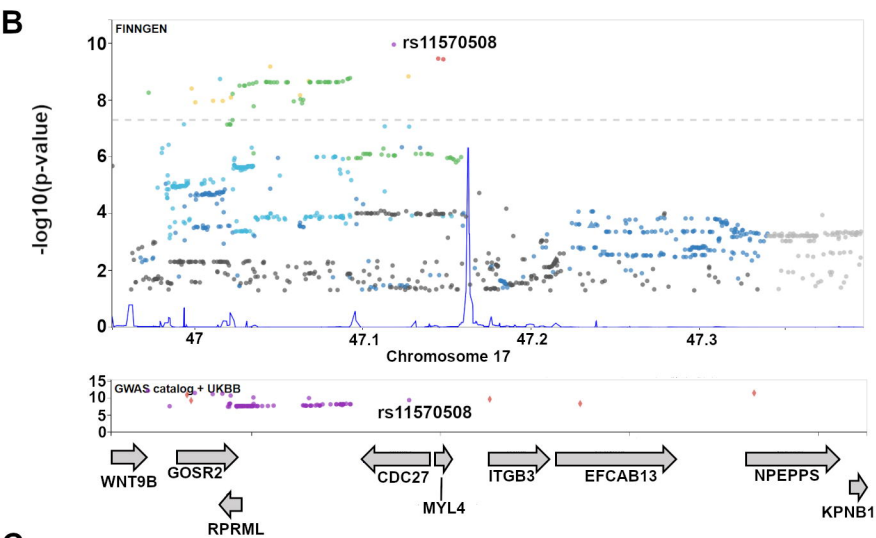 B
FINNGEN
10
rs11570508
8
6
4
2
0
-log10(p-value)
47
47.1
47.2
47.3
Chromosome 17
15
GWAS catalog + UKBB
10
5
rs11570508
0
WNT9B
GOSR2
CDC27
ITGB3
EFCAB13
NPEPPS
MYL4
KPNB1
RPRML